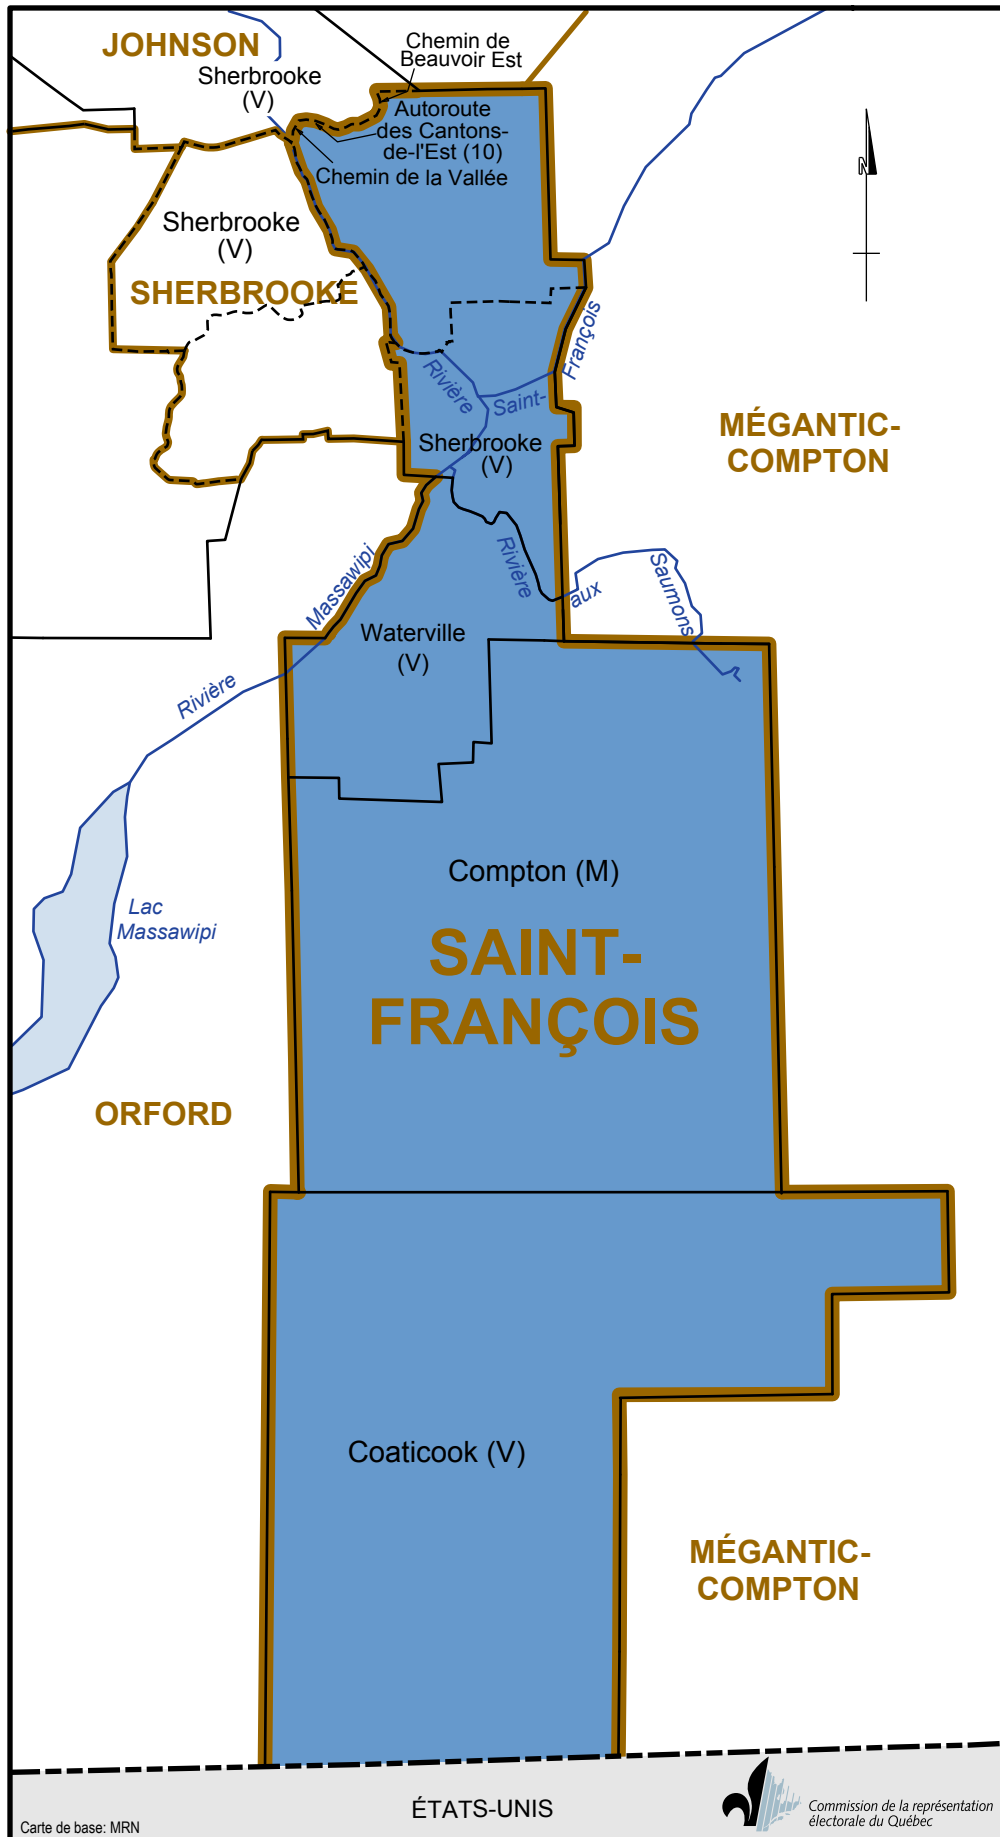 JOHNSON
Chemin de
Beauvoir Est
Sherbrooke
(V)
Autoroute
des Cantons-
de-l'Est (10)
Chemin de la Vallée
N
Sherbrooke
(V)
SHERBROOKE
François
Rivière
Saint-
MÉGANTIC-
COMPTON
Sherbrooke
(V)
Rivière
aux
Saumons
Massawipi
Rivière
Waterville
(V)
Compton (M)
Lac
Massawipi
SAINT-
FRANÇOIS
ORFORD
Coaticook (V)
MÉGANTIC-
COMPTON
ÉTATS-UNIS
Commission de la représentation
électorale du Québec
Carte de base: MRN